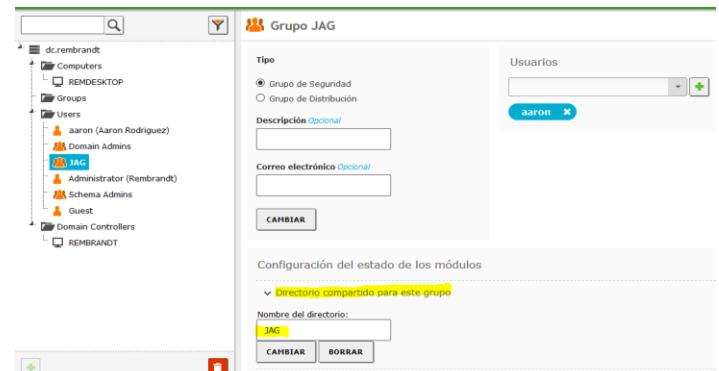 dc.rembrandt
Computers
REMDESKTOP
Groups
Users
aaron (Aaron Rodriguez)
Domain Admins
JAG
Administrator (Rembrandt)
Schema Admins
Guest
Domain Controllers
REMBRANDT
Grupo JAG
Tipo
Grupo de Seguridad
Grupo de Distribución
Descripción Opcional
Correo electrónico Opcional
CAMBIAR
Usuarios
aaron x
Configuración del estado de los módulos
Directorio compartido para este grupo
Nombre del directorio:
JAG
CAMBIAR BORRAR